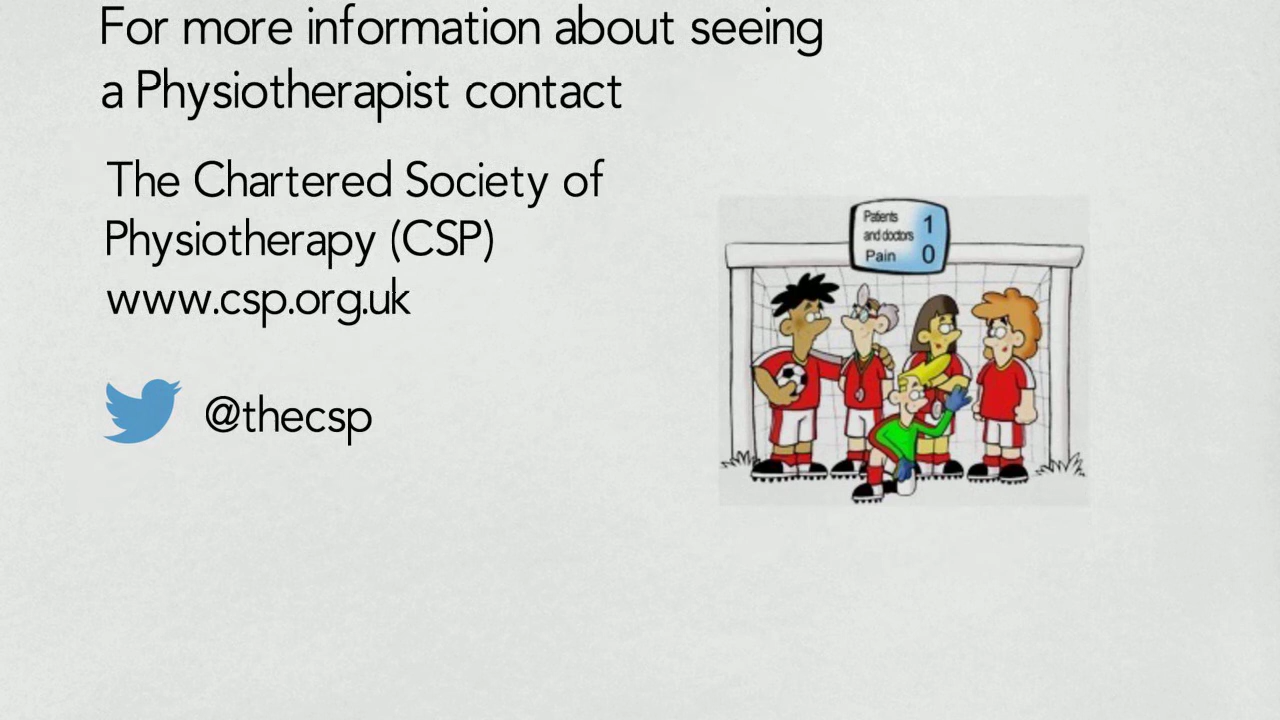 For more information about seeing
a Physiotherapist contact
The Chartered Society of
Physiotherapy (CSP)
www.csp.org.uk
@thecsp
Patients
and doctors 1
Pain 0